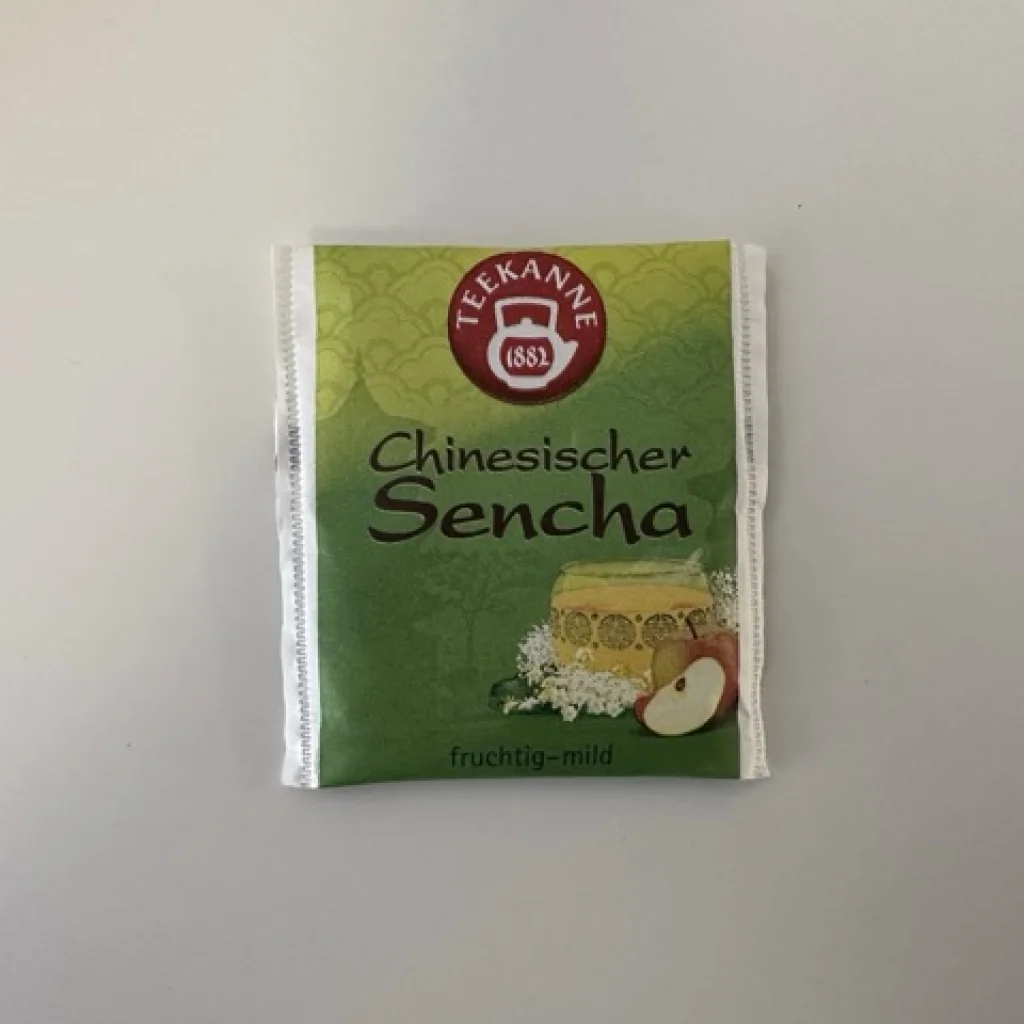 TEEKANNE
1882
Chinesischer
Sencha
fruchtig-mild